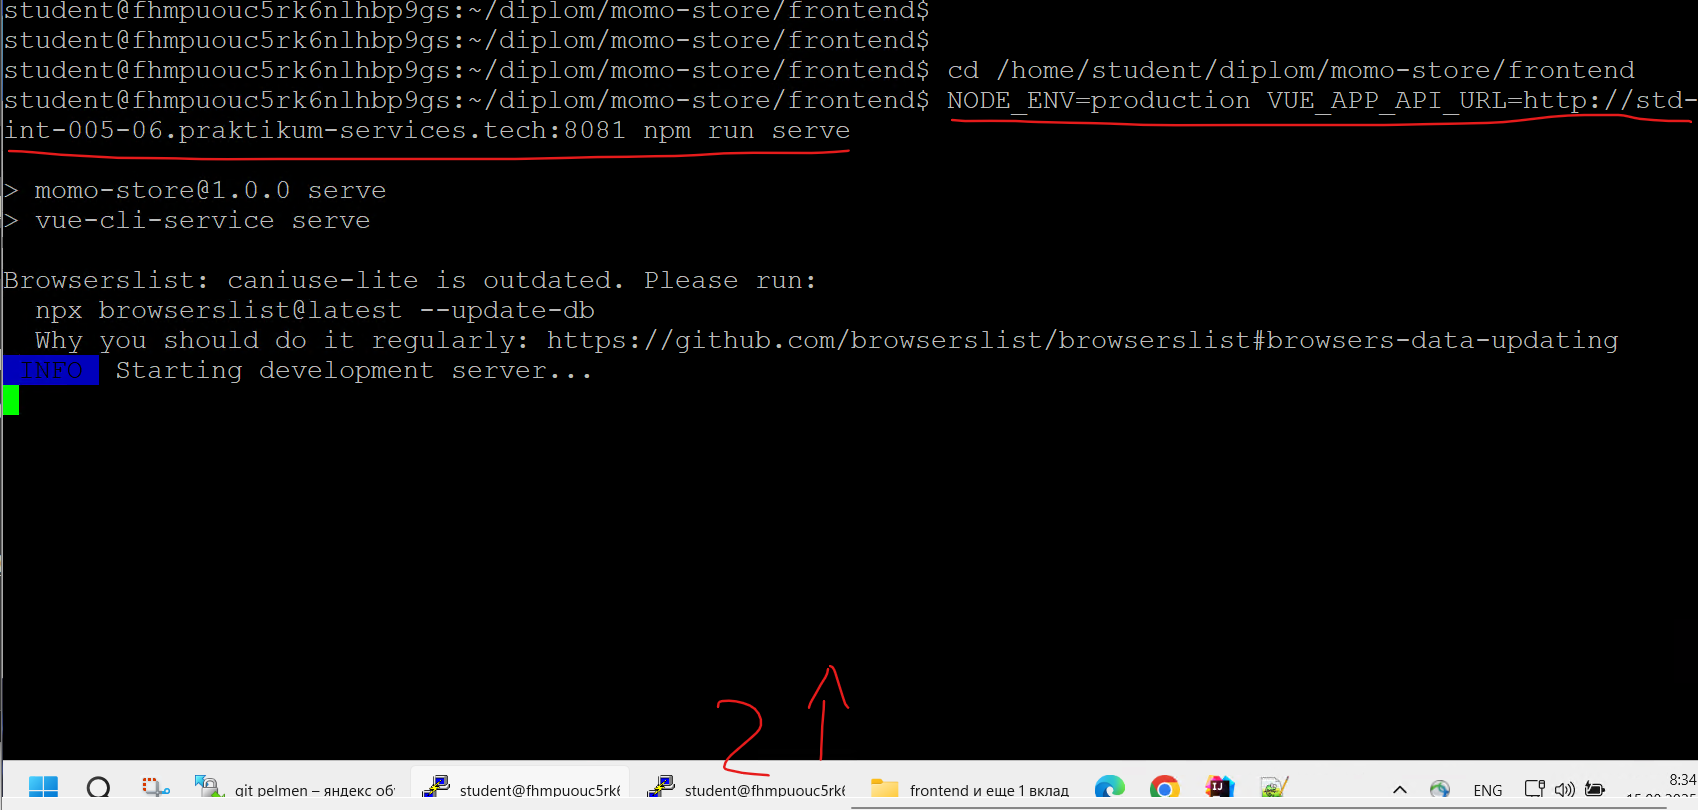 student@fhmpuouc5rk6nlhbp9gs:~/diplom/momo-store/frontend$
student@fhmpuouc5rk6nlhbp9gs:~/diplom/momo-store/frontend$
student@fhmpuouc5rk6nlhbp9gs:~/diplom/momo-store/frontend$ cd /home/student/diplom/momo-store/frontend
student@fhmpuouc5rk6nlhbp9gs:~/diplom/momo-store/frontend$ NODE_ENV=production VUE_APP_API_URL=http://std-
int-005-06.praktikum-services.tech:8081 npm run serve
> momo-store@1.0.0 serve
> vue-cli-service serve
Browserslist: caniuse-lite is outdated. Please run:
npx browserslist@latest --update-db
Why you should do it regularly: https://github.com/browserslist/browserslist#browsers-data-updating
INFO Starting development server...
2
git pelmen – яндекс об
student@fhmpuouc5rk6
student@fhmpuouc5rk6
frontend и еще 1 вклад
ENG
8:34